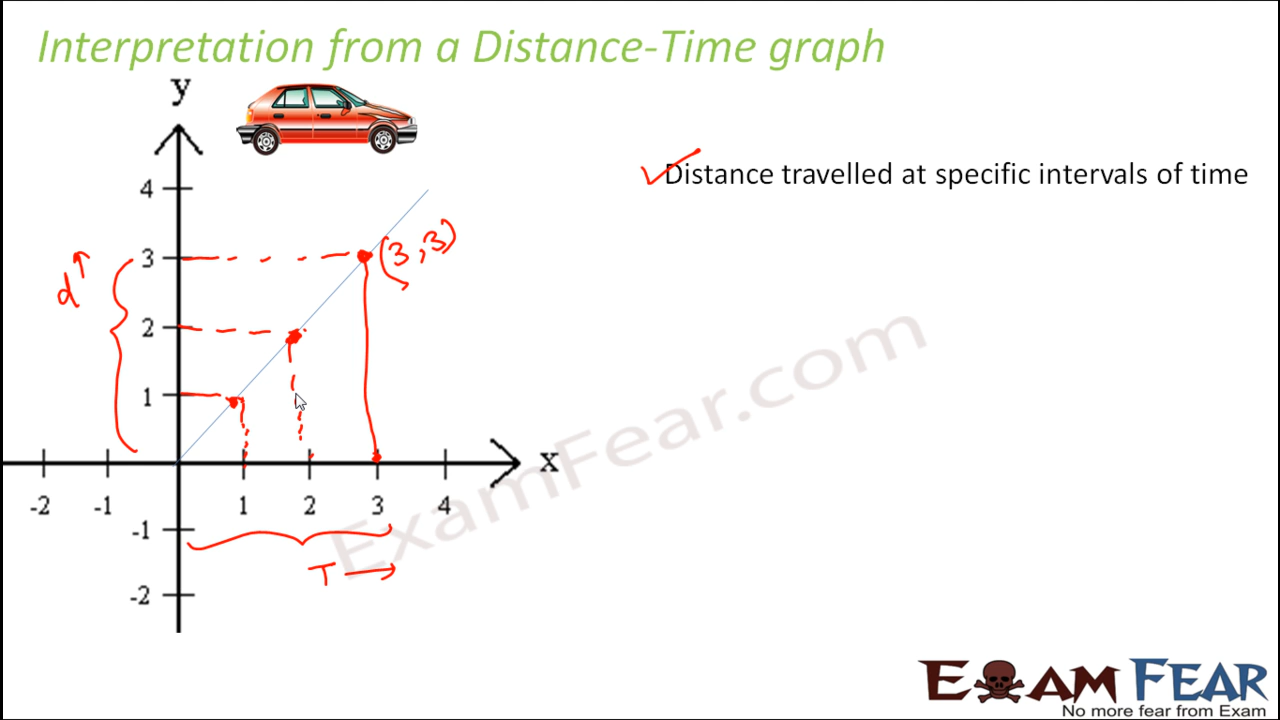 Interpretation from a Distance-Time graph
y
Distance travelled at specific intervals of time
4
3
(3,3)
d
2
1
x
-2 -1 1 2 3 4
-1
T
-2
ExamFear.com
EXAM FEAR
No more fear from Exam